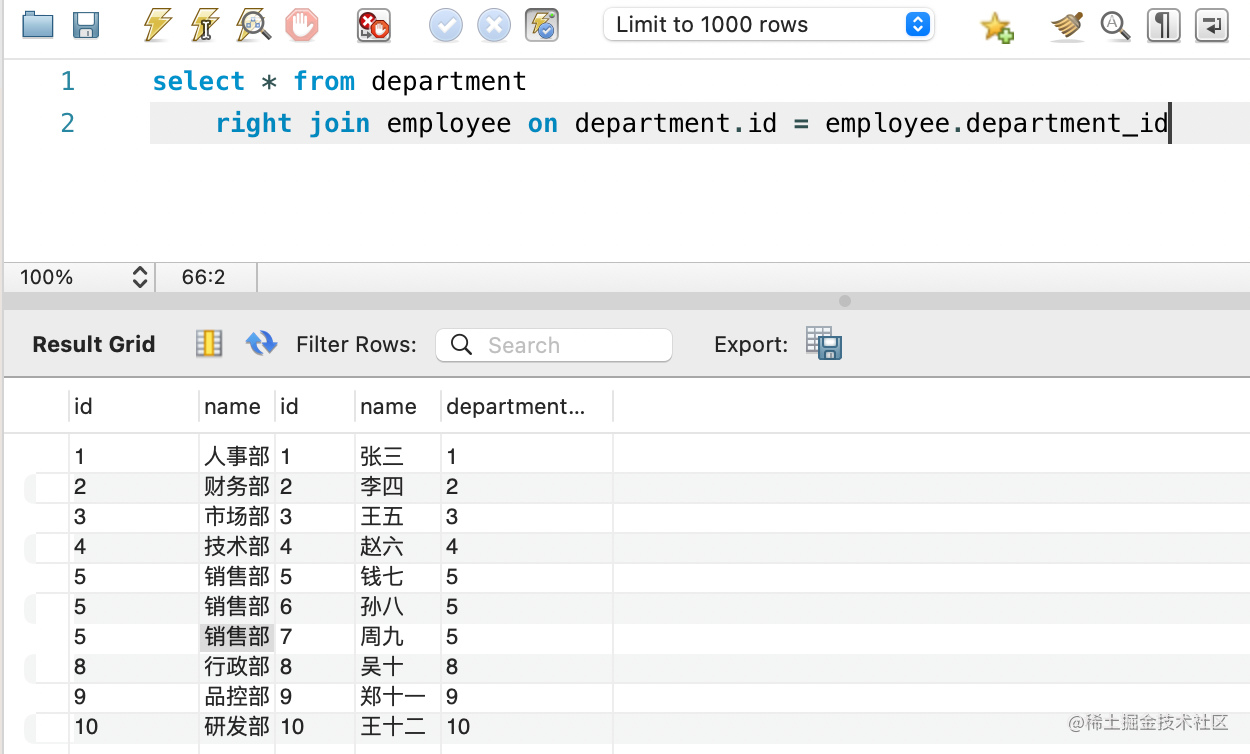 Limit to 1000 rows
1 select * from department
2 right join employee on department.id = employee.department_id
100% 66:2
Result Grid Filter Rows: Search Export:
id name id name department...
1 人事部 1 张三 1
2 财务部 2 李四 2
3 市场部 3 王五 3
4 技术部 4 赵六 4
5 销售部 5 钱七 5
5 销售部 6 孙八 5
5 销售部 7 周九 5
8 行政部 8 吴十 8
9 品控部 9 郑十一 9
10 研发部 10 王十二 10
@稀土掘金技术社区